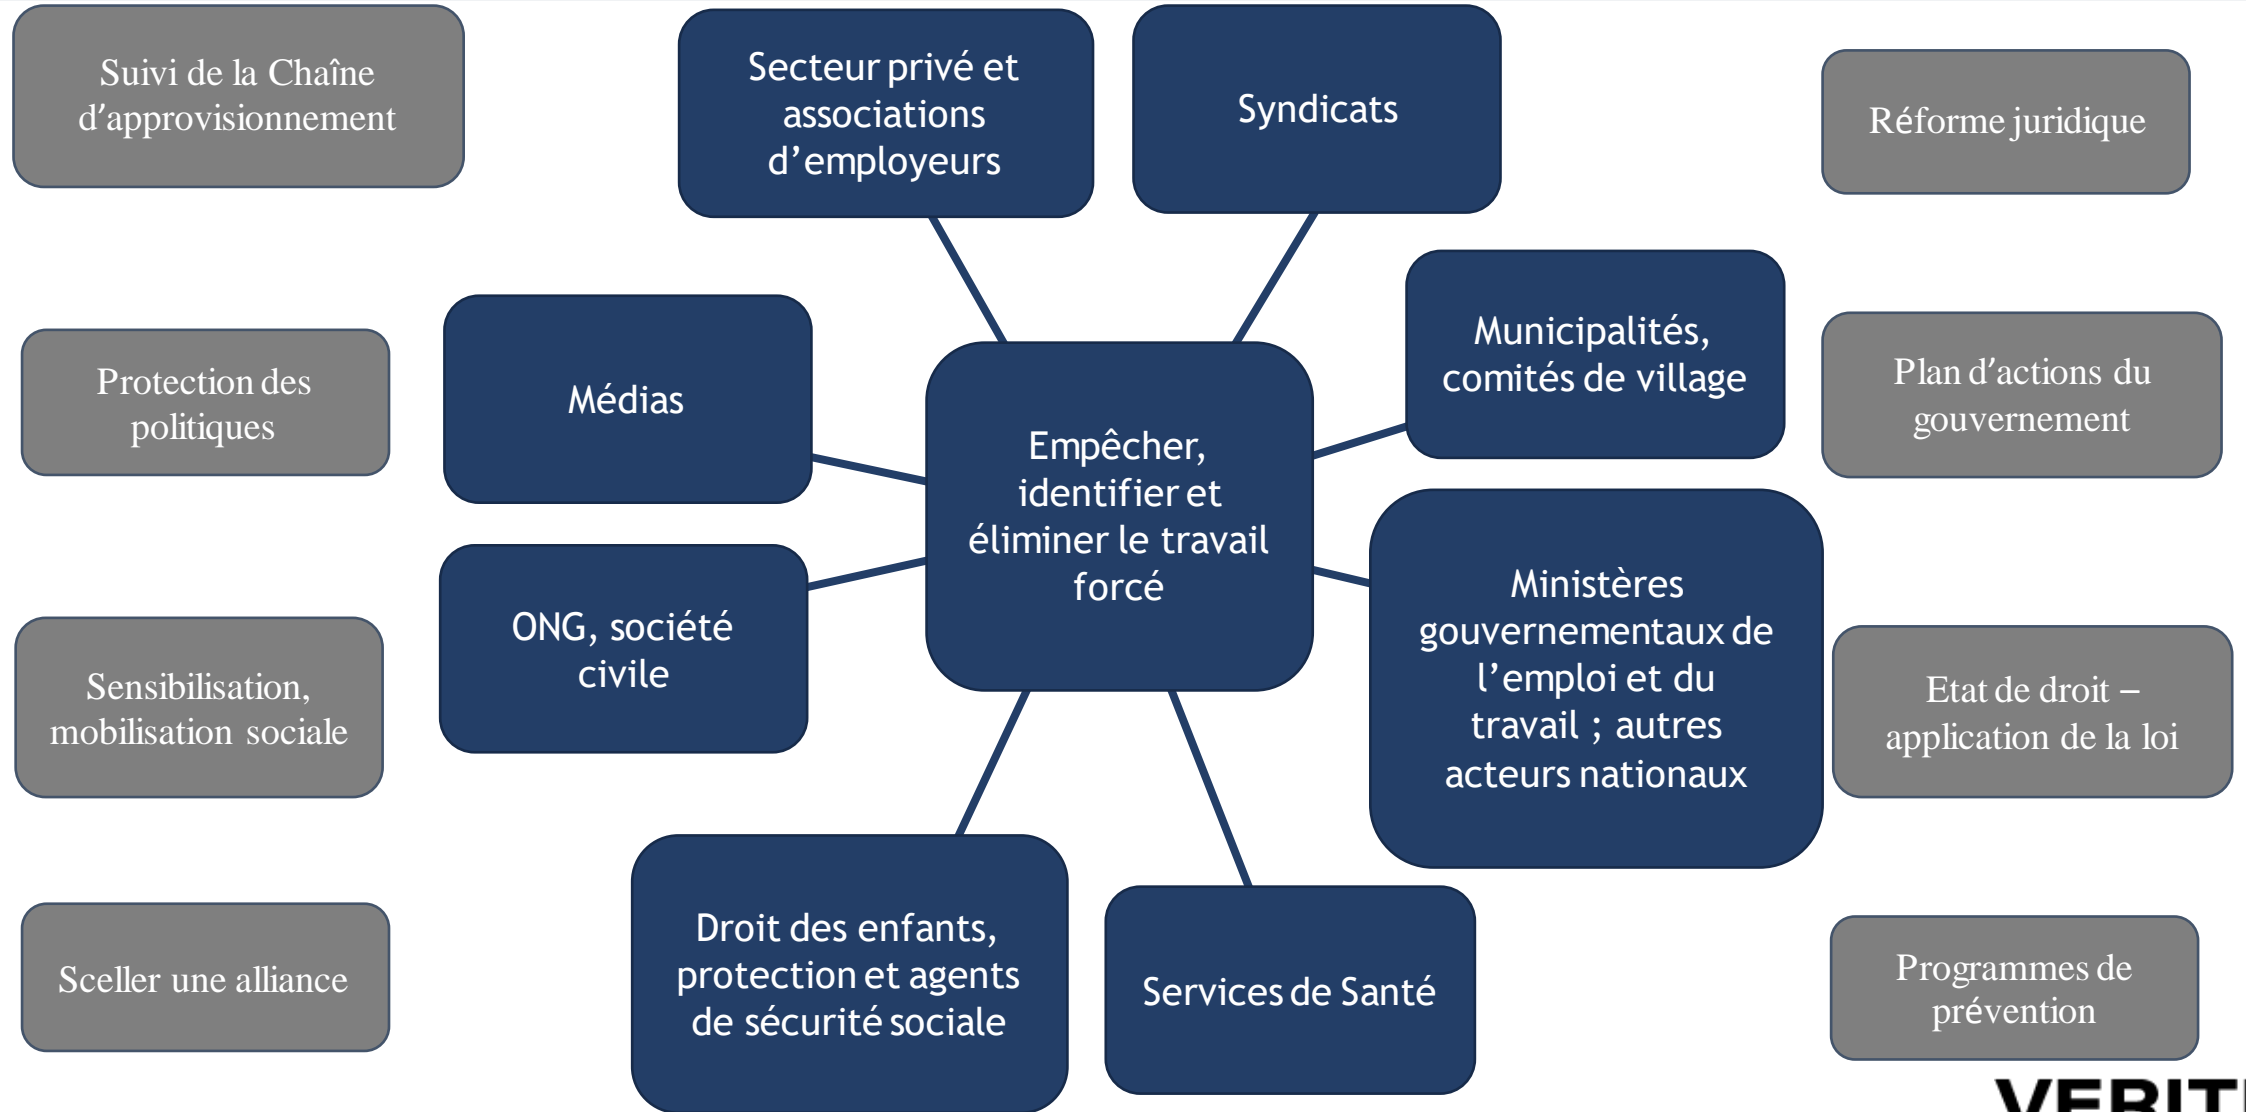 Suivi de la Chaîne
d’approvisionnement
Secteur privé et
associations
d’employeurs
Syndicats
Réforme juridique
Protection des
politiques
Médias
Municipalités,
comités de village
Plan d’actions du
gouvernement
Empêcher,
identifier et
éliminer le travail
forcé
Sensibilisation,
mobilisation sociale
ONG, société
civile
Ministères
gouvernementaux de
l’emploi et du
travail ; autres
acteurs nationaux
Etat de droit –
application de la loi
Sceller une alliance
Droit des enfants,
protection et agents
de sécurité sociale
Services de Santé
Programmes de
prévention